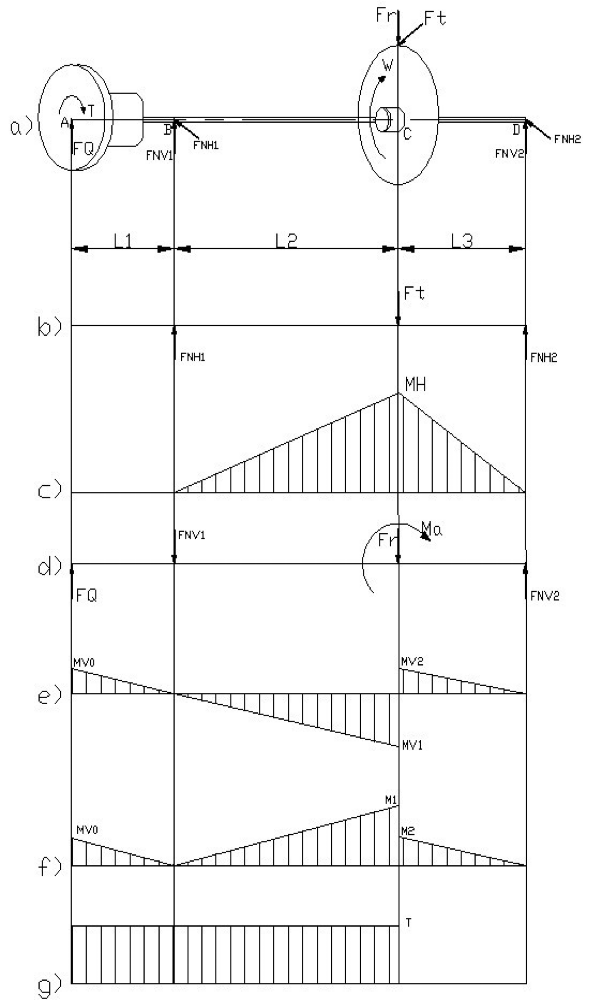 Fr
Ft
W
a)
A
T
B
C
D
FQ
FNV1
FNH1
FNV2
FNH2
L1
L2
L3
Ft
b)
FNH1
FNH2
MH
c)
FNV1
Fr
Ma
d)
FQ
FNV2
MV0
MV2
e)
MV1
M1
MV0
M2
f)
T
g)